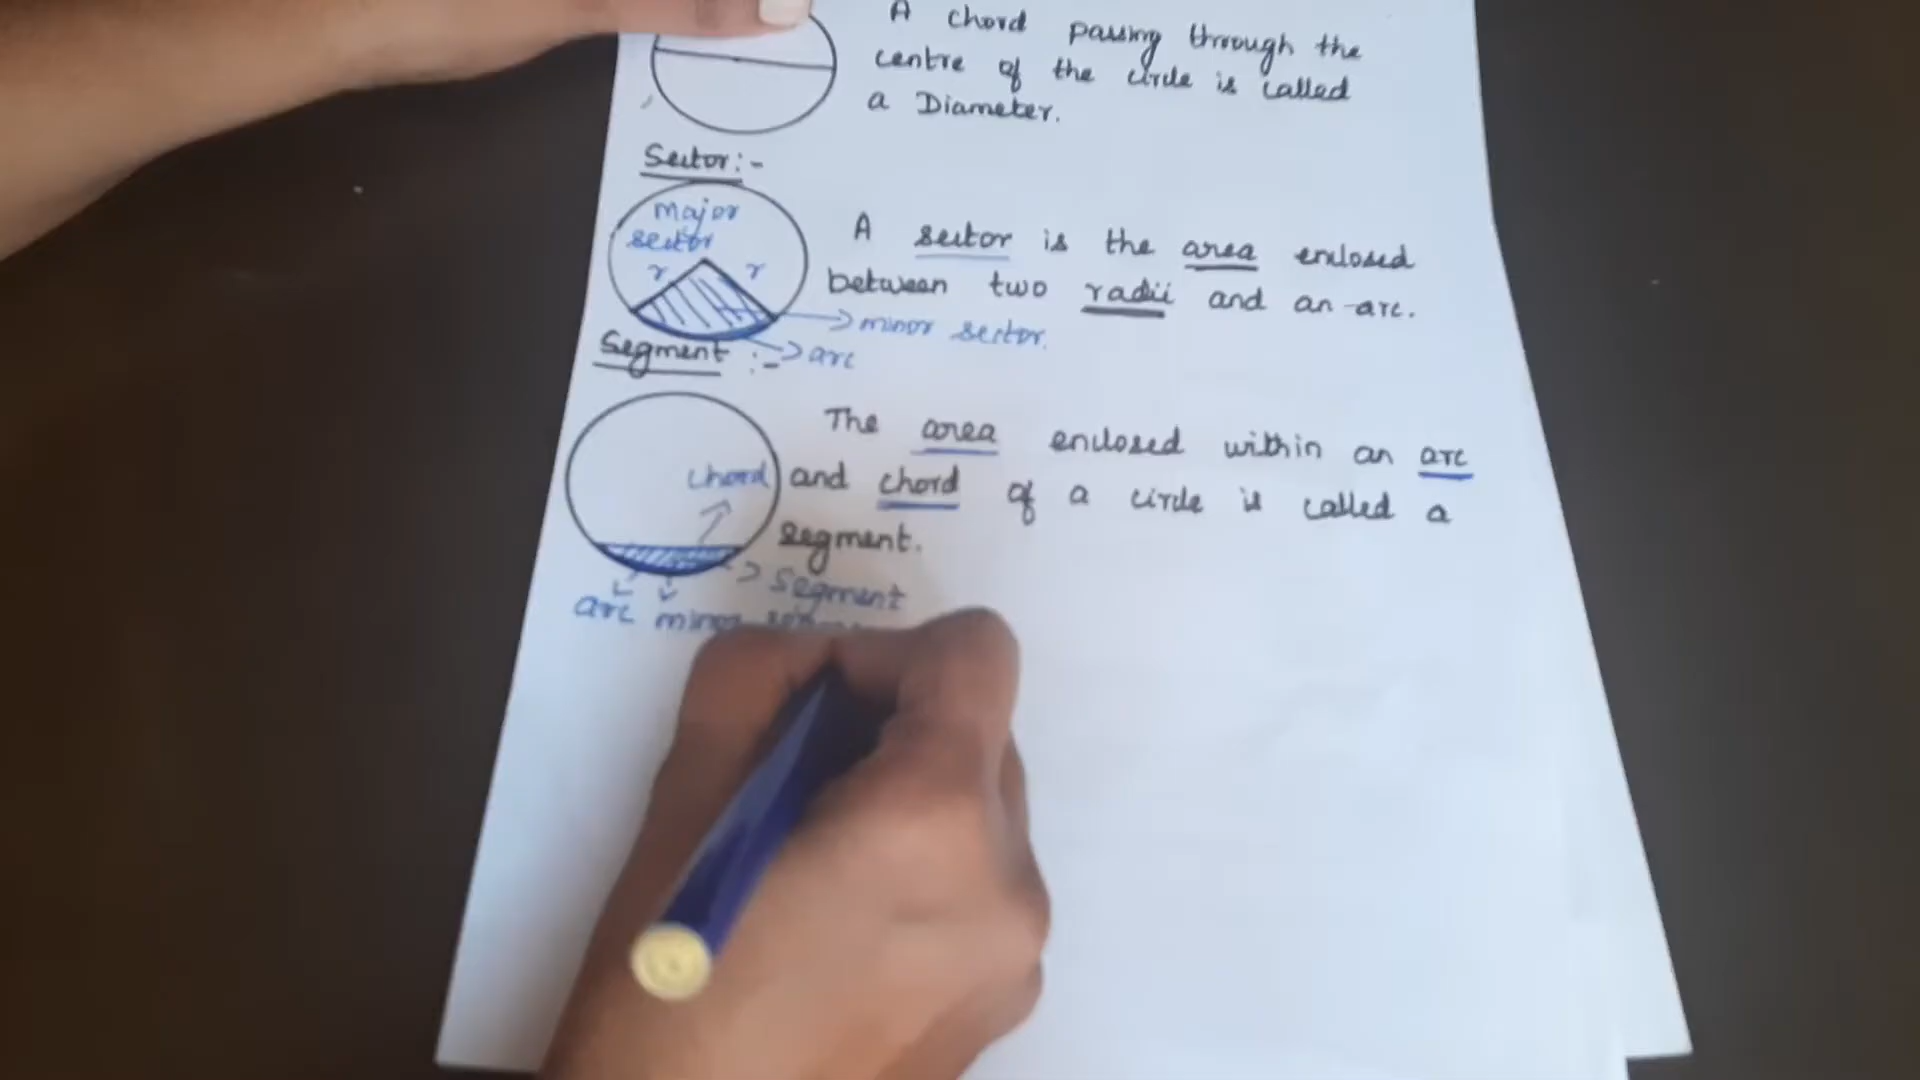 A chord passing through the
centre of the circle is called
a Diameter.
Sector:-
Major
sector
r r
A sector is the area enclosed
between two radii and an arc.
minor sector.
arc
Segment :-
The area enclosed within an arc
and chord of a circle is called a
segment.
chord
segment
arc minor